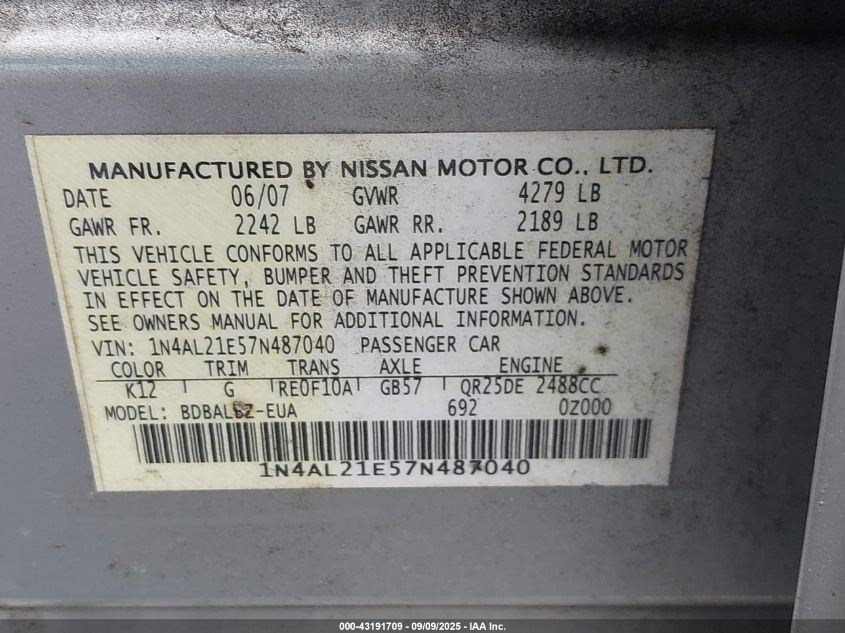 MANUFACTURED BY NISSAN MOTOR CO., LTD.
DATE 06/07 GVWR 4279 LB
GAWR FR. 2242 LB GAWR RR. 2189 LB
THIS VEHICLE CONFORMS TO ALL APPLICABLE FEDERAL MOTOR
VEHICLE SAFETY, BUMPER AND THEFT PREVENTION STANDARDS
IN EFFECT ON THE DATE OF MANUFACTURE SHOWN ABOVE.
SEE OWNERS MANUAL FOR ADDITIONAL INFORMATION.
VIN: 1N4AL21E57N487040 PASSENGER CAR
COLOR TRIM TRANS AXLE ENGINE
K12 G RE0F10A GB57 QR25DE 2488CC
MODEL: 692 0Z000
1N4AL21E57N487040
000-43191709 - 09/09/2025 - IAA Inc.